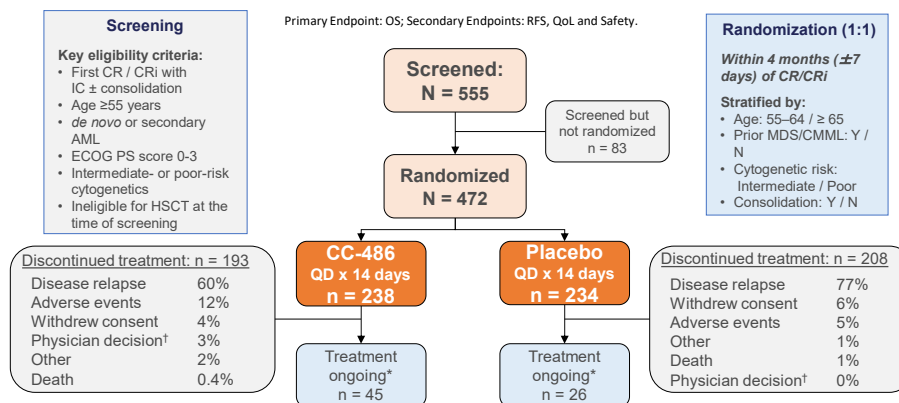 Primary Endpoint: OS; Secondary Endpoints: RFS, QoL and Safety.
Screening
Key eligibility criteria:
• First CR / CRi with
IC ± consolidation
• Age ≥55 years
• de novo or secondary
AML
• ECOG PS score 0-3
• Intermediate- or poor-risk
cytogenetics
• Ineligible for HSCT at the
time of screening
Screened:
N = 555
Screened but
not randomized
n = 83
Randomized
N = 472
Randomization (1:1)
Within 4 months (±7
days) of CR/CRi
Stratified by:
• Age: 55–64 / ≥ 65
• Prior MDS/CMML: Y /
N
• Cytogenetic risk:
Intermediate / Poor
• Consolidation: Y / N
CC-486
QD x 14 days
n = 238
Placebo
QD x 14 days
n = 234
Discontinued treatment: n = 193
Disease relapse 60%
Adverse events 12%
Withdrew consent 4%
Physician decision† 3%
Other 2%
Death 0.4%
Treatment
ongoing*
n = 45
Treatment
ongoing*
n = 26
Discontinued treatment: n = 208
Disease relapse 77%
Withdrew consent 6%
Adverse events 5%
Other 1%
Death 1%
Physician decision† 0%